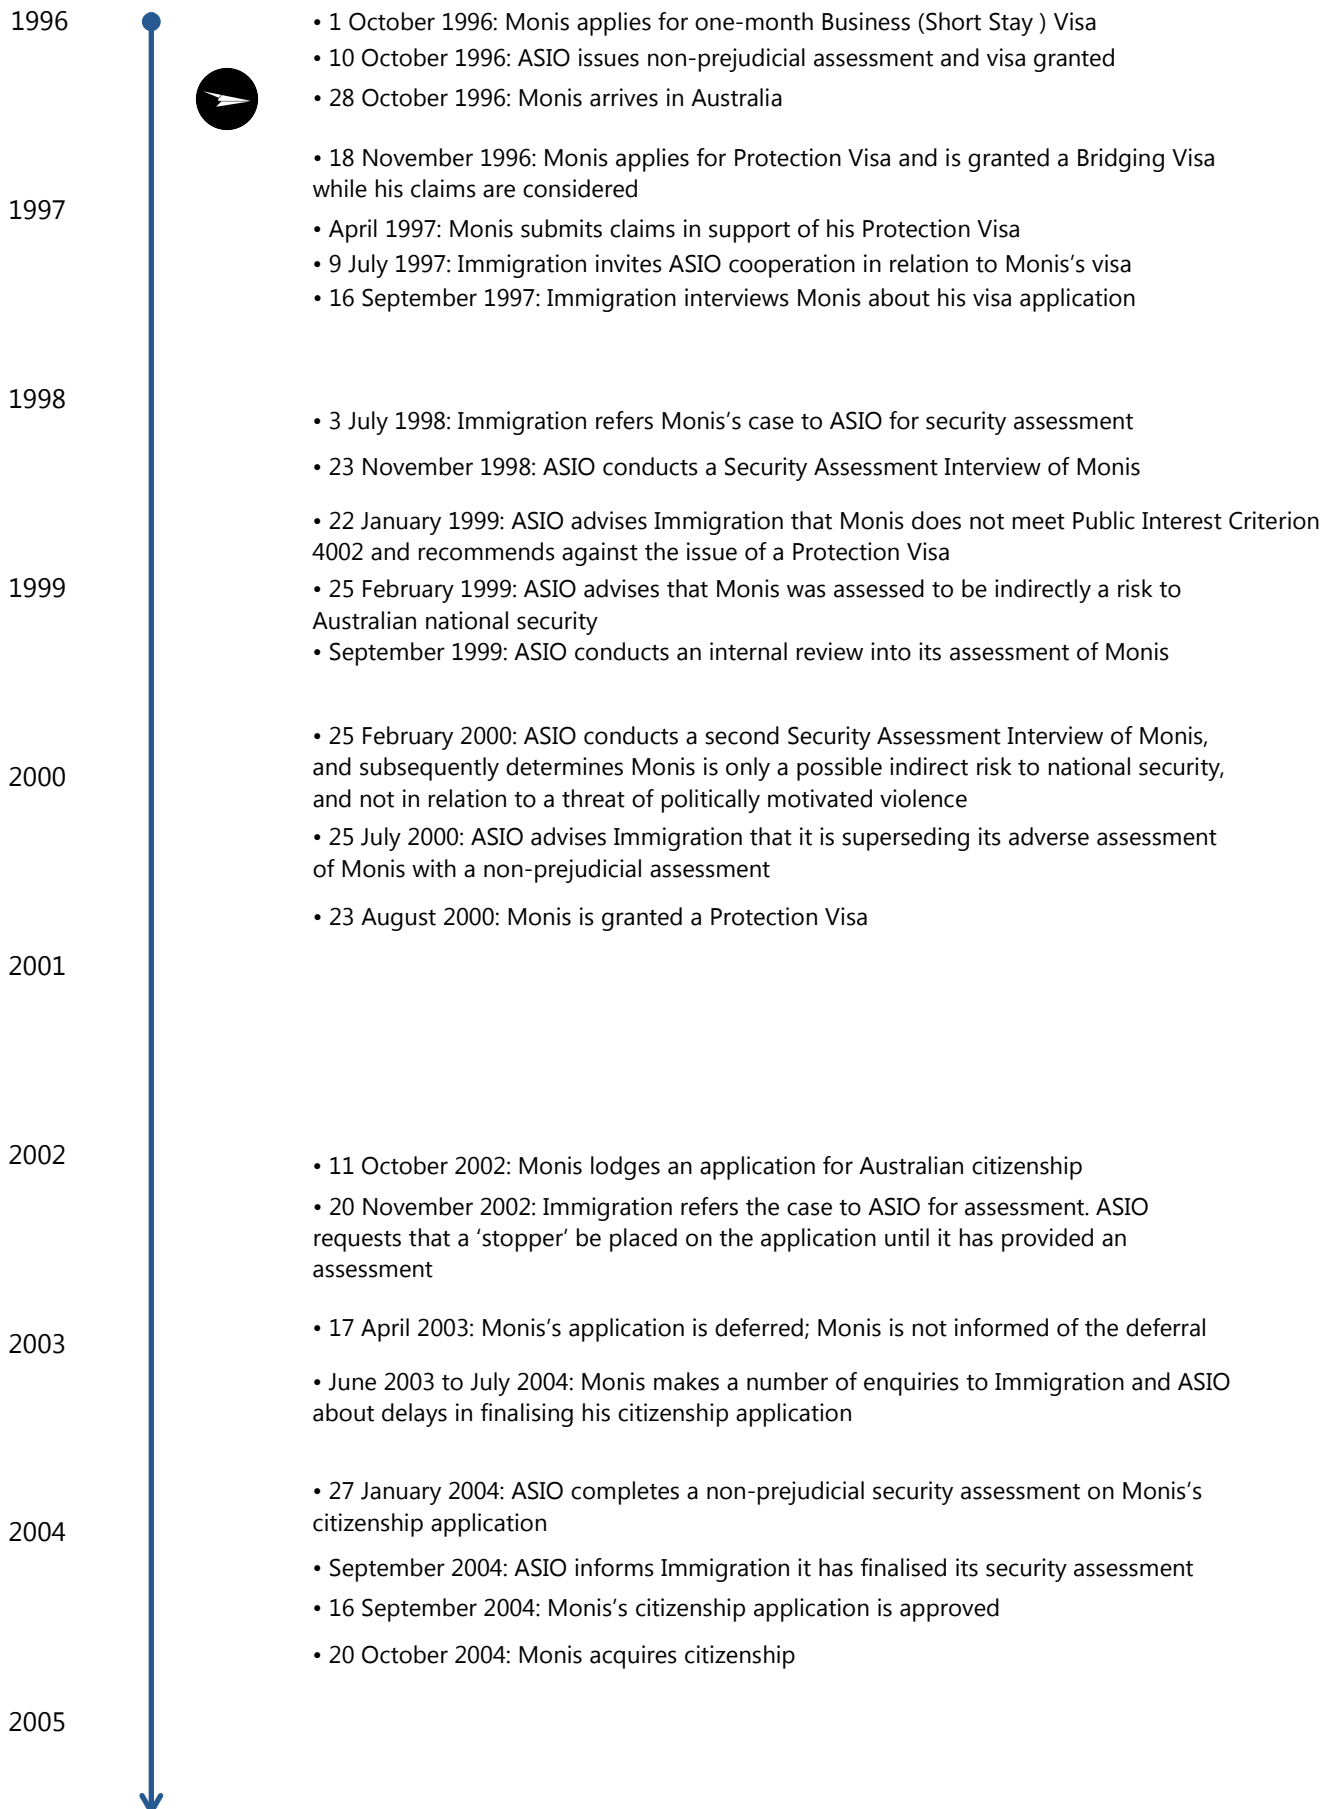 1996
• 1 October 1996: Monis applies for one-month Business (Short Stay ) Visa
• 10 October 1996: ASIO issues non-prejudicial assessment and visa granted
• 28 October 1996: Monis arrives in Australia
• 18 November 1996: Monis applies for Protection Visa and is granted a Bridging Visa
while his claims are considered
1997
• April 1997: Monis submits claims in support of his Protection Visa
• 9 July 1997: Immigration invites ASIO cooperation in relation to Monis’s visa
• 16 September 1997: Immigration interviews Monis about his visa application
1998
• 3 July 1998: Immigration refers Monis’s case to ASIO for security assessment
• 23 November 1998: ASIO conducts a Security Assessment Interview of Monis
• 22 January 1999: ASIO advises Immigration that Monis does not meet Public Interest Criterion
4002 and recommends against the issue of a Protection Visa
1999
• 25 February 1999: ASIO advises that Monis was assessed to be indirectly a risk to
Australian national security
• September 1999: ASIO conducts an internal review into its assessment of Monis
• 25 February 2000: ASIO conducts a second Security Assessment Interview of Monis,
and subsequently determines Monis is only a possible indirect risk to national security,
2000
and not in relation to a threat of politically motivated violence
• 25 July 2000: ASIO advises Immigration that it is superseding its adverse assessment
of Monis with a non-prejudicial assessment
• 23 August 2000: Monis is granted a Protection Visa
2001
2002
• 11 October 2002: Monis lodges an application for Australian citizenship
• 20 November 2002: Immigration refers the case to ASIO for assessment. ASIO
requests that a ‘stopper’ be placed on the application until it has provided an
assessment
• 17 April 2003: Monis’s application is deferred; Monis is not informed of the deferral
2003
• June 2003 to July 2004: Monis makes a number of enquiries to Immigration and ASIO
about delays in finalising his citizenship application
• 27 January 2004: ASIO completes a non-prejudicial security assessment on Monis’s
citizenship application
2004
• September 2004: ASIO informs Immigration it has finalised its security assessment
• 16 September 2004: Monis’s citizenship application is approved
• 20 October 2004: Monis acquires citizenship
2005